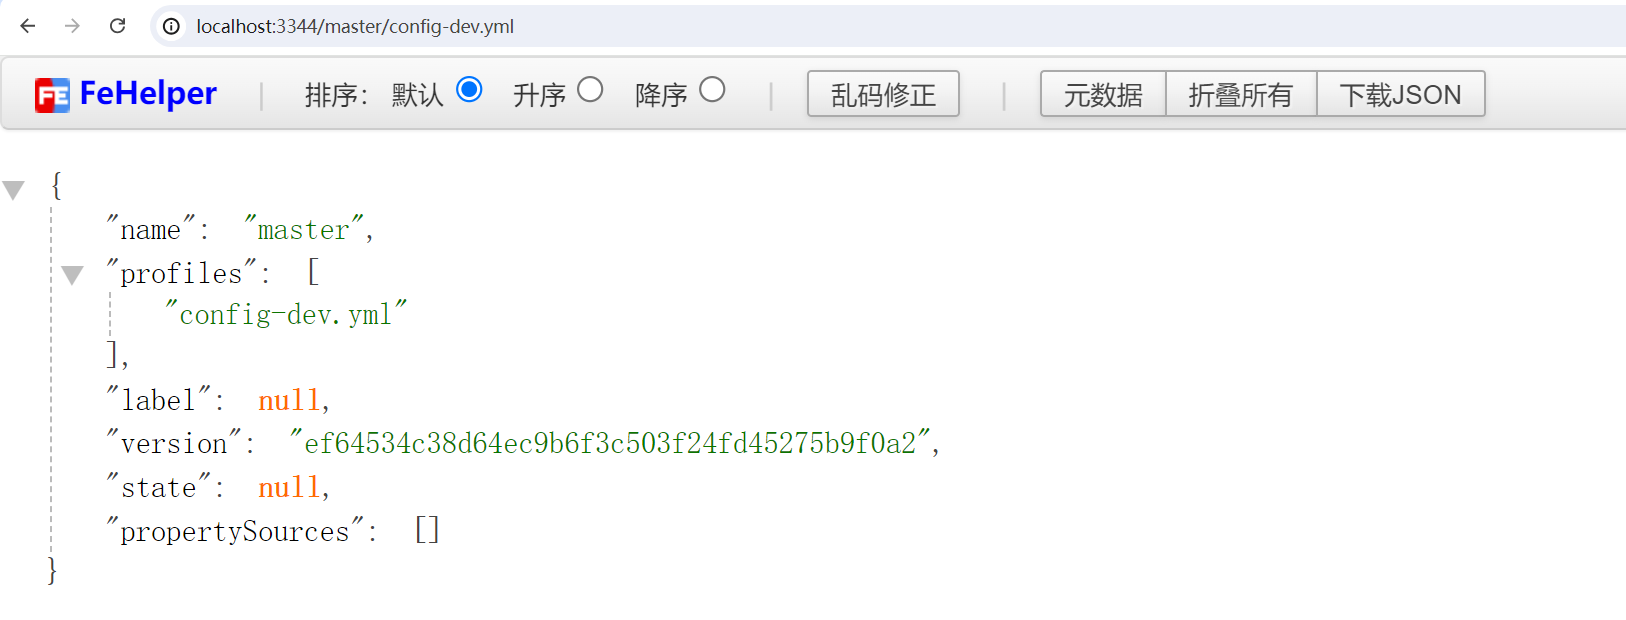 localhost:3344/master/config-dev.yml
FE FeHelper | 排序: 默认 升序 降序 | 乱码修正 | 元数据 折叠所有 下载JSON
{
"name": "master",
"profiles": [
"config-dev.yml"
],
"label": null,
"version": "ef64534c38d64ec9b6f3c503f24fd45275b9f0a2",
"state": null,
"propertySources": []
}